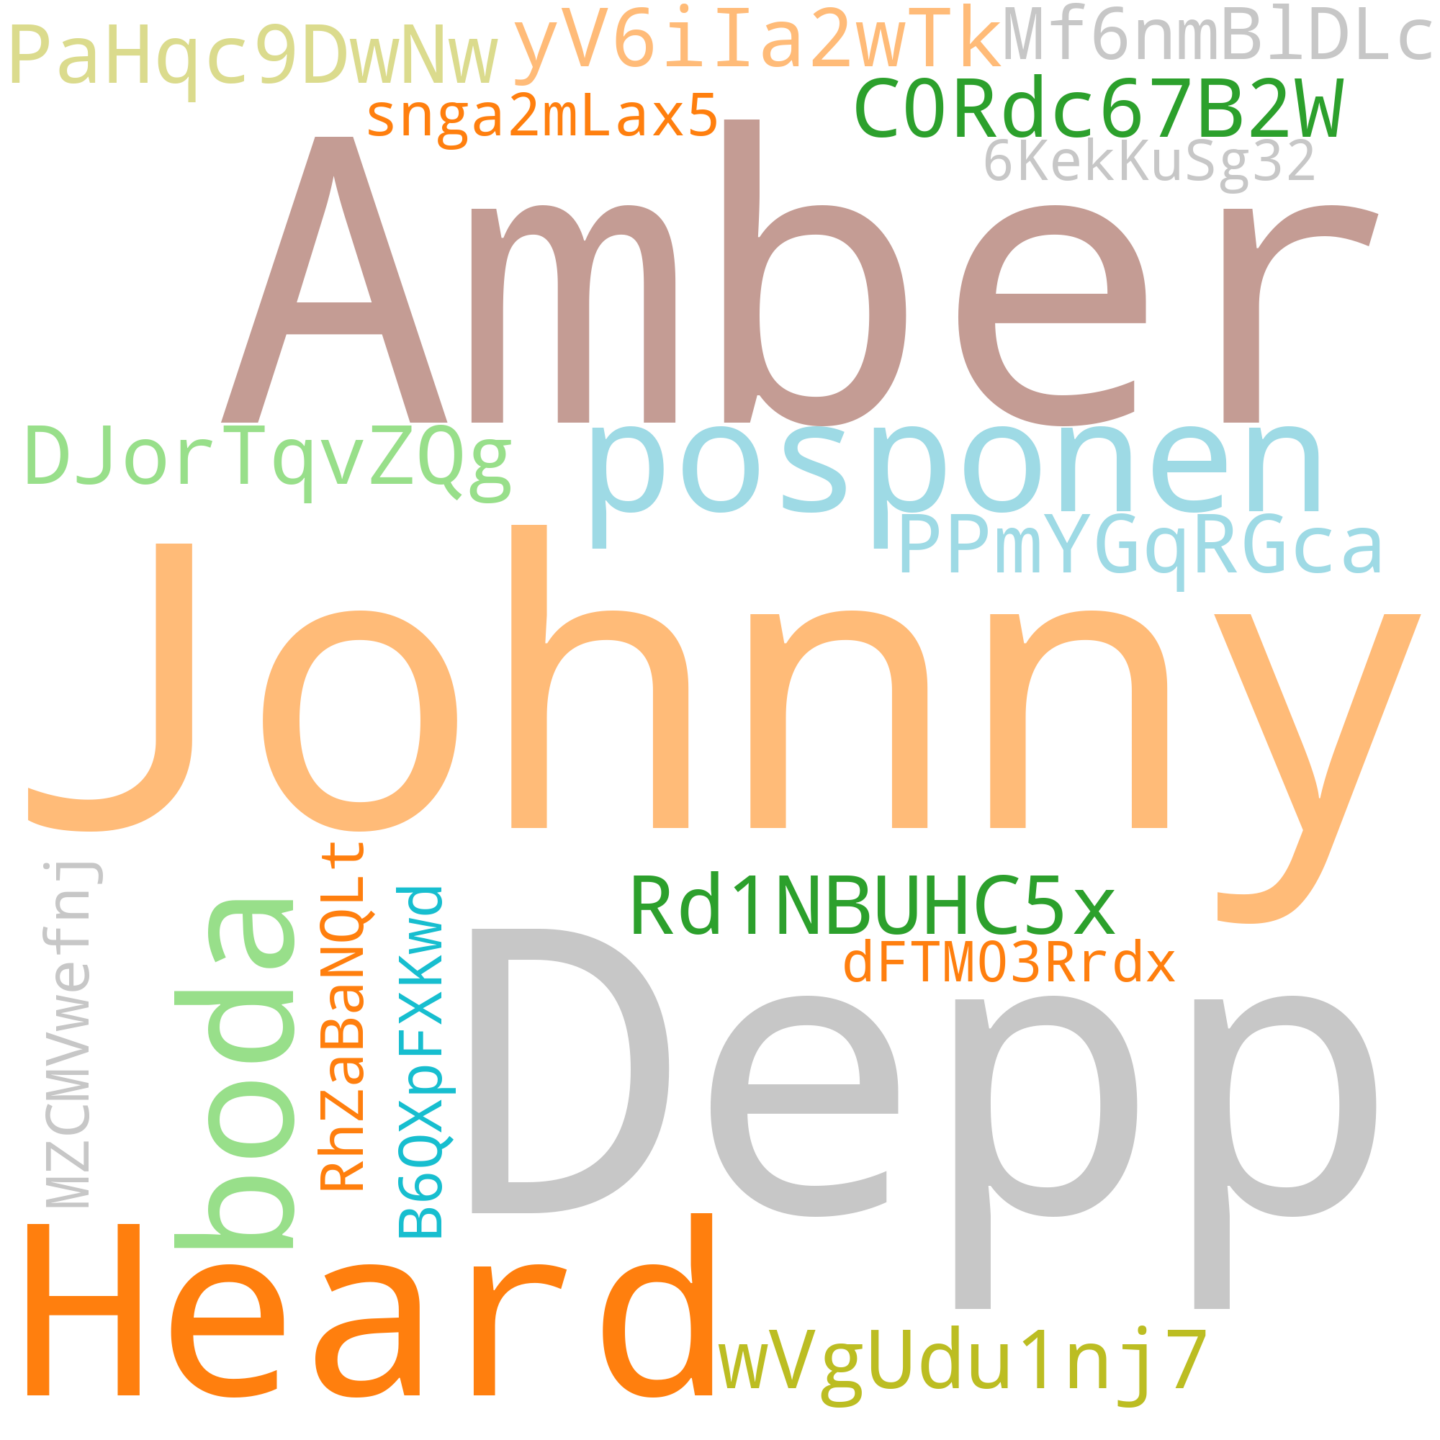 PaHqc9DwNw yV6iIa2wTk Mf6nmBlDLc
snga2mLax5 C0Rdc67B2W
6KekKuSg32
Amber
DJorTqvZQg posponen
PPmYGqRGca
Johnny
MZCMVwefnj boda RhZaBaNQLt B6QXpFXKwd Rd1NBUHC5x
dFTMO3Rrdx
Depp
Heard wVgUdu1nj7